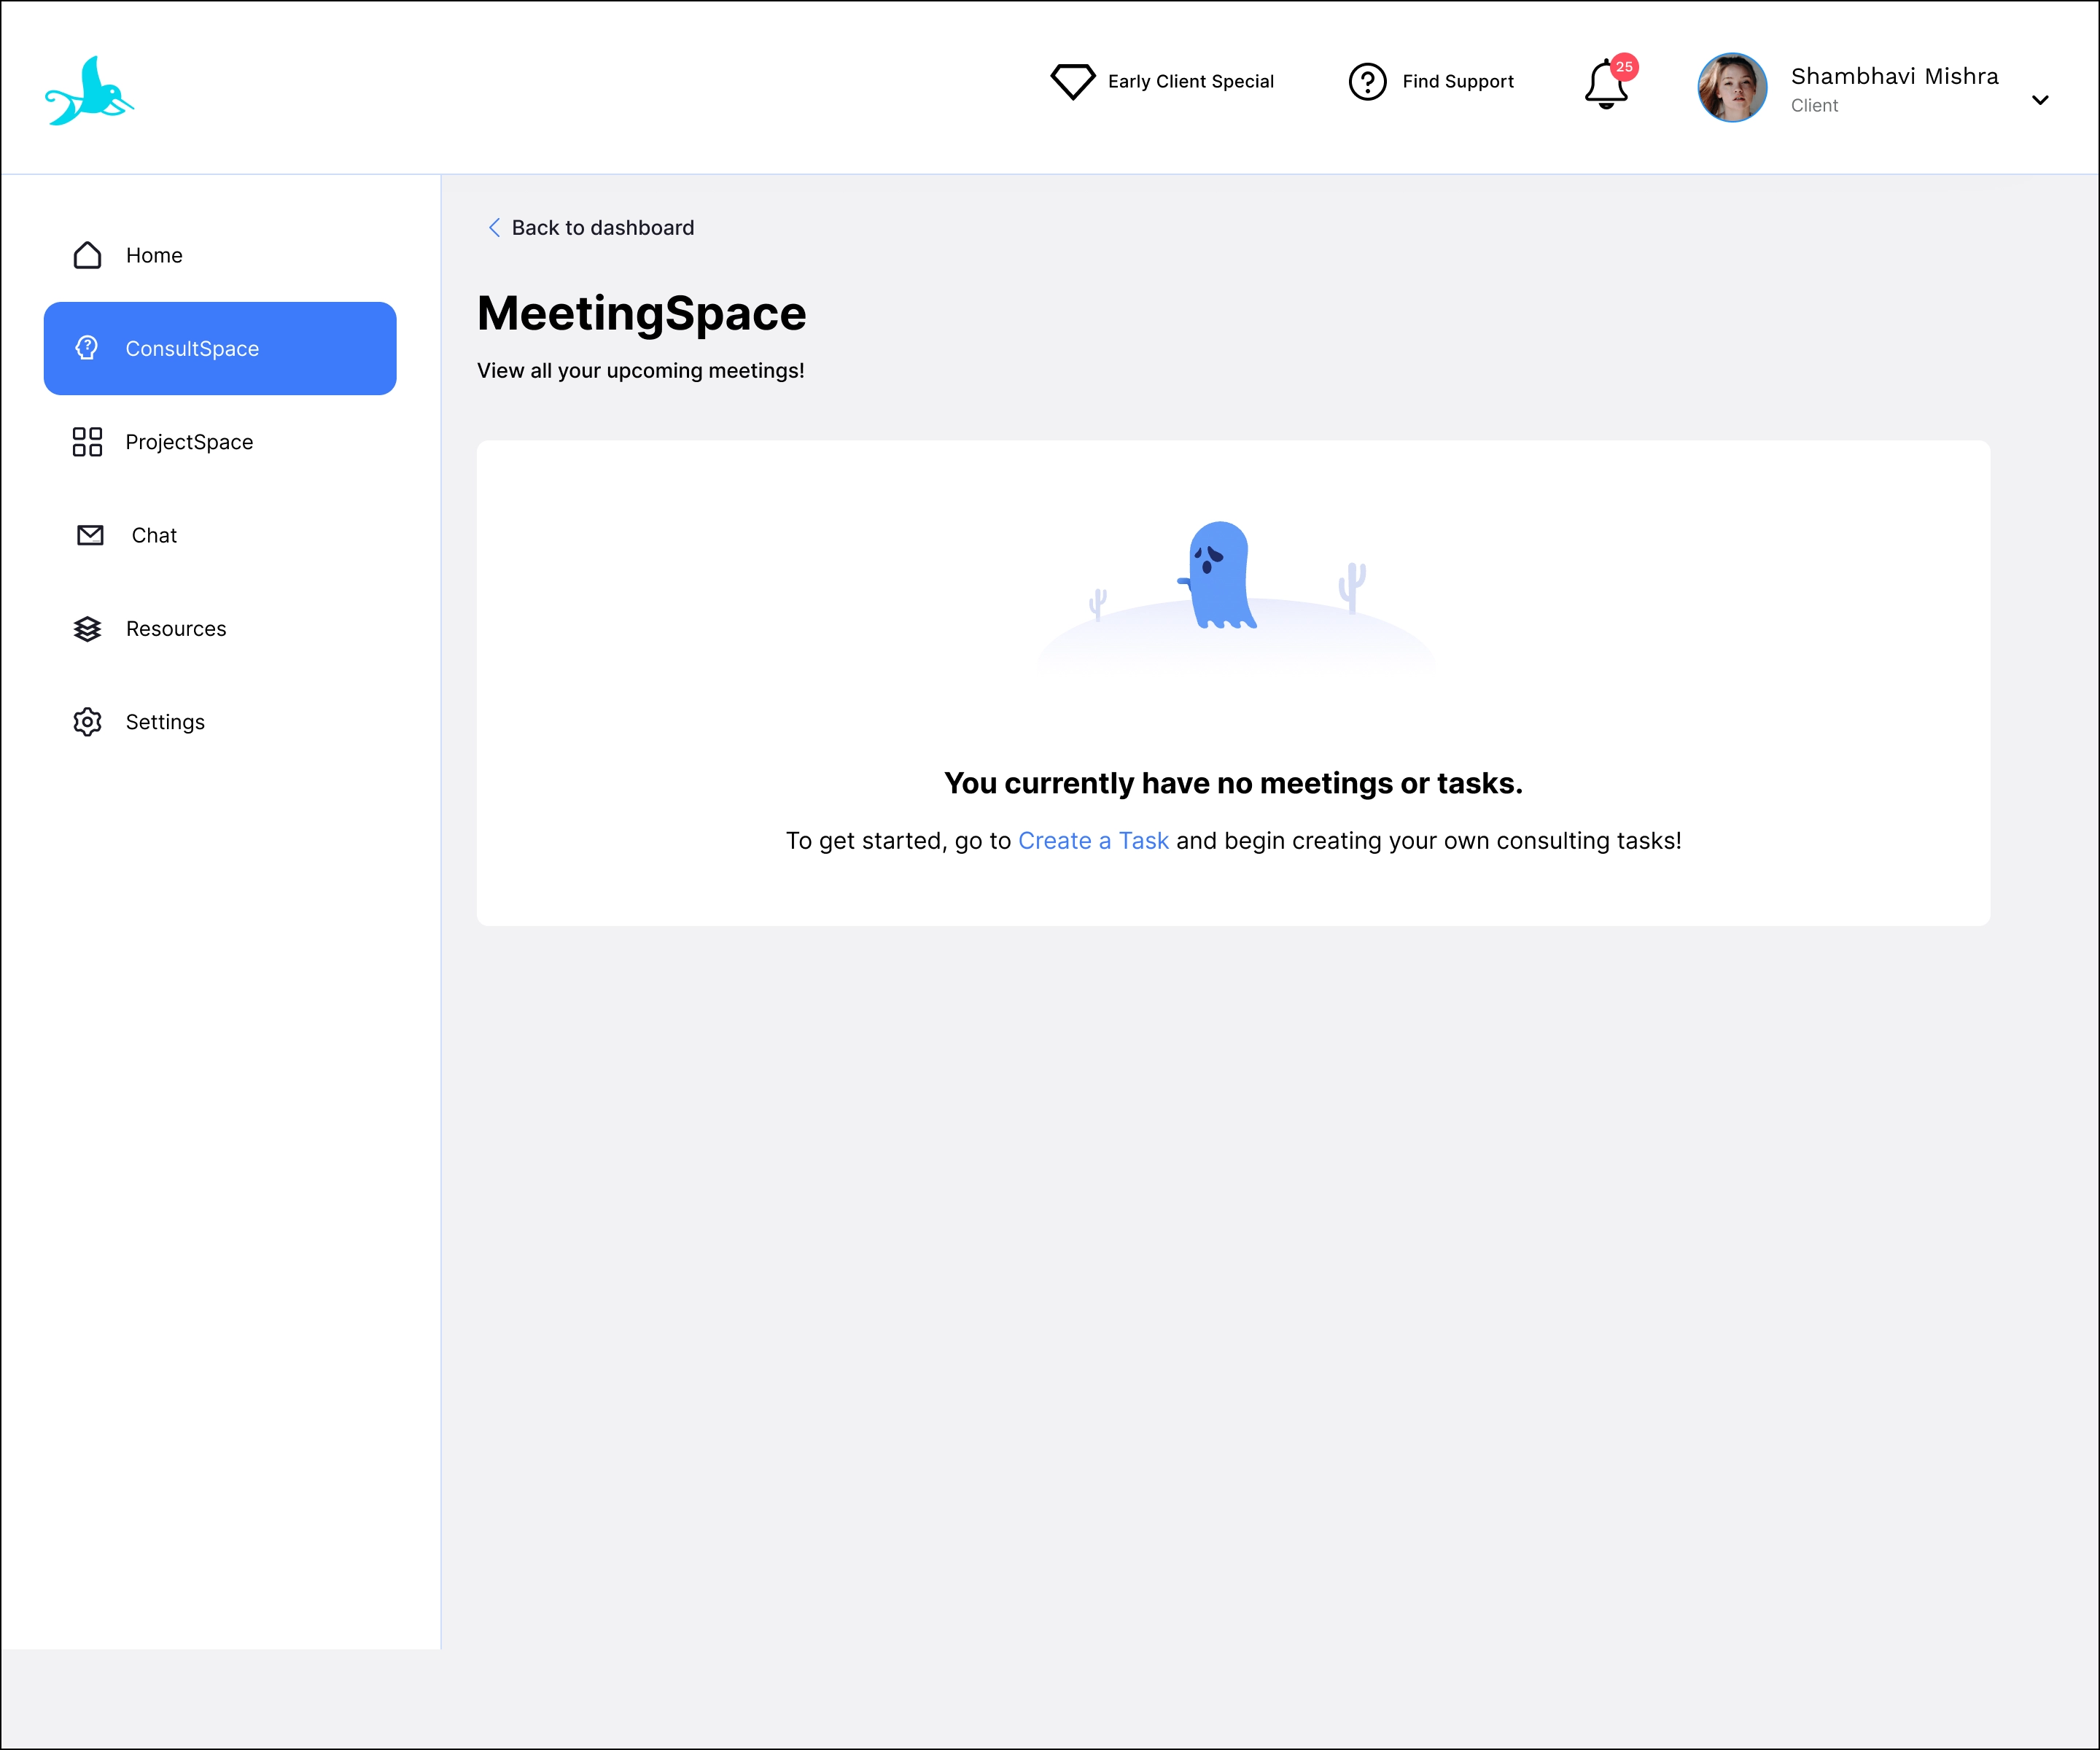 Early Client Special
Find Support
25
Shambhavi Mishra
Client
Home
ConsultSpace
ProjectSpace
Chat
Resources
Settings
Back to dashboard
MeetingSpace
View all your upcoming meetings!
You currently have no meetings or tasks.
To get started, go to Create a Task and begin creating your own consulting tasks!